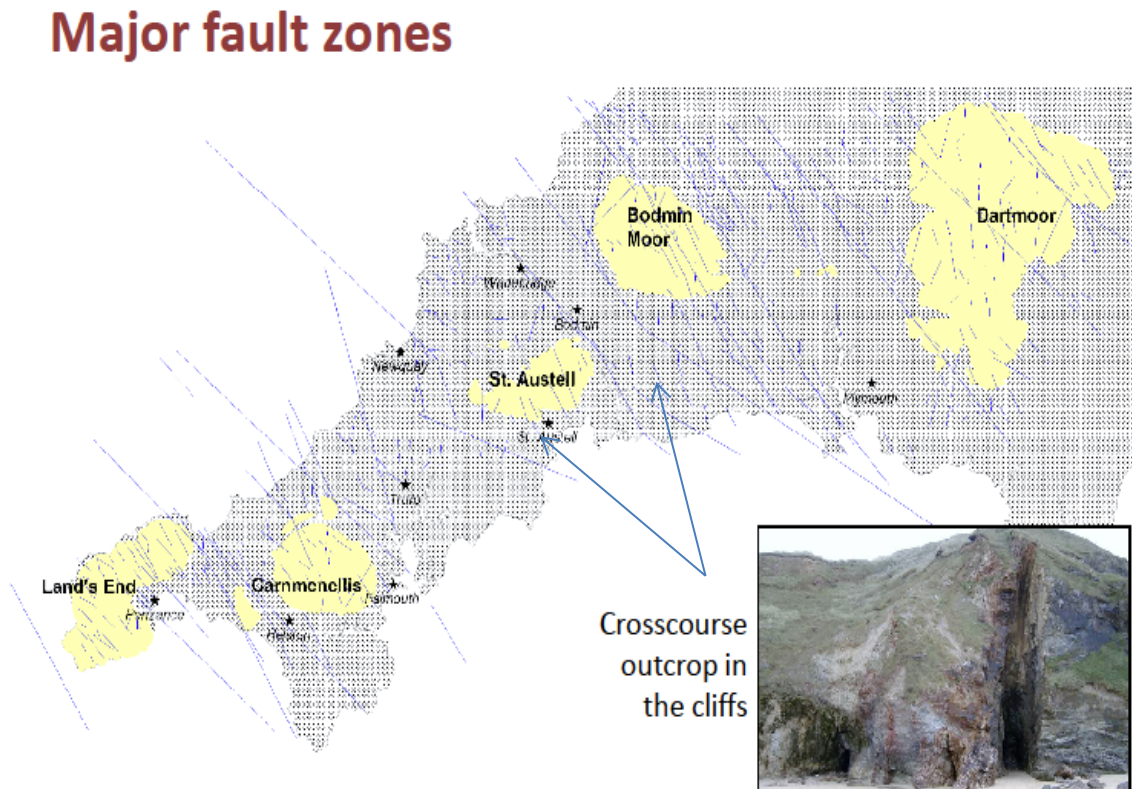 Major fault zones
Bodmin
Moor
Dartmoor
Wadebridge
Bodmin
Newquay
St. Austell
Plymouth
St. Austell
Truro
Land's End
Carnmenellis
Penzance
Falmouth
Helston
Crosscourse
outcrop in
the cliffs